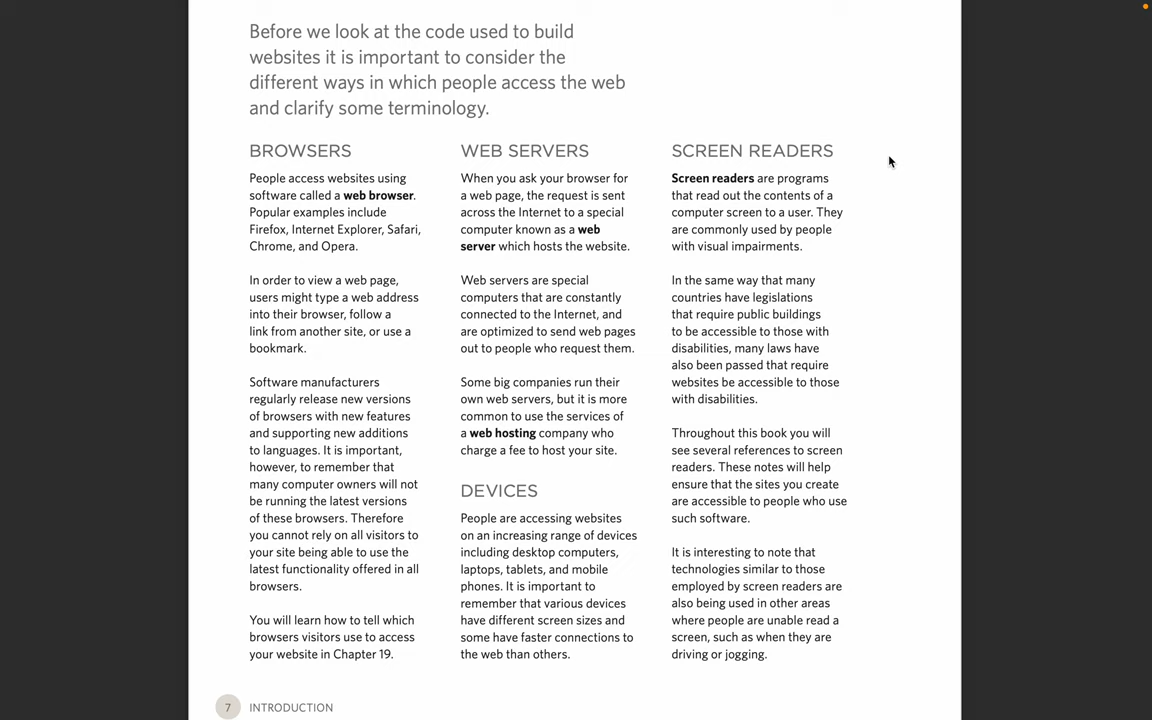 Before we look at the code used to build
websites it is important to consider the
different ways in which people access the web
and clarify some terminology.
BROWSERS
People access websites using
software called a web browser.
Popular examples include
Firefox, Internet Explorer, Safari,
Chrome, and Opera.
In order to view a web page,
users might type a web address
into their browser, follow a
link from another site, or use a
bookmark.
Software manufacturers
regularly release new versions
of browsers with new features
and supporting new additions
to languages. It is important,
however, to remember that
many computer owners will not
be running the latest versions
of these browsers. Therefore
you cannot rely on all visitors to
your site being able to use the
latest functionality offered in all
browsers.
You will learn how to tell which
browsers visitors use to access
your website in Chapter 19.
WEB SERVERS
When you ask your browser for
a web page, the request is sent
across the Internet to a special
computer known as a web
server which hosts the website.
Web servers are special
computers that are constantly
connected to the Internet, and
are optimized to send web pages
out to people who request them.
Some big companies run their
own web servers, but it is more
common to use the services of
a web hosting company who
charge a fee to host your site.
DEVICES
People are accessing websites
on an increasing range of devices
including desktop computers,
laptops, tablets, and mobile
phones. It is important to
remember that various devices
have different screen sizes and
some have faster connections to
the web than others.
SCREEN READERS
Screen readers are programs
that read out the contents of a
computer screen to a user. They
are commonly used by people
with visual impairments.
In the same way that many
countries have legislations
that require public buildings
to be accessible to those with
disabilities, many laws have
also been passed that require
websites be accessible to those
with disabilities.
Throughout this book you will
see several references to screen
readers. These notes will help
ensure that the sites you create
are accessible to people who use
such software.
It is interesting to note that
technologies similar to those
employed by screen readers are
also being used in other areas
where people are unable read a
screen, such as when they are
driving or jogging.
7 INTRODUCTION